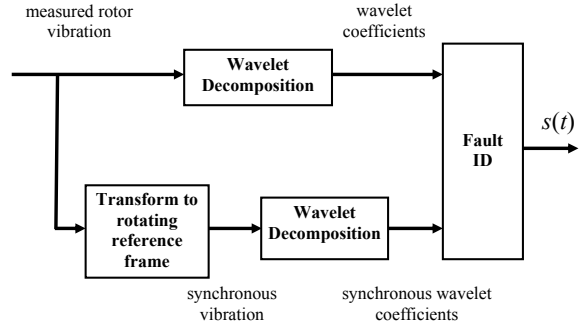 measured rotor
vibration
wavelet
coefficients
Wavelet
Decomposition
Fault
ID
s(t)
Transform to
rotating
reference
frame
Wavelet
Decomposition
synchronous
vibration
synchronous wavelet
coefficients